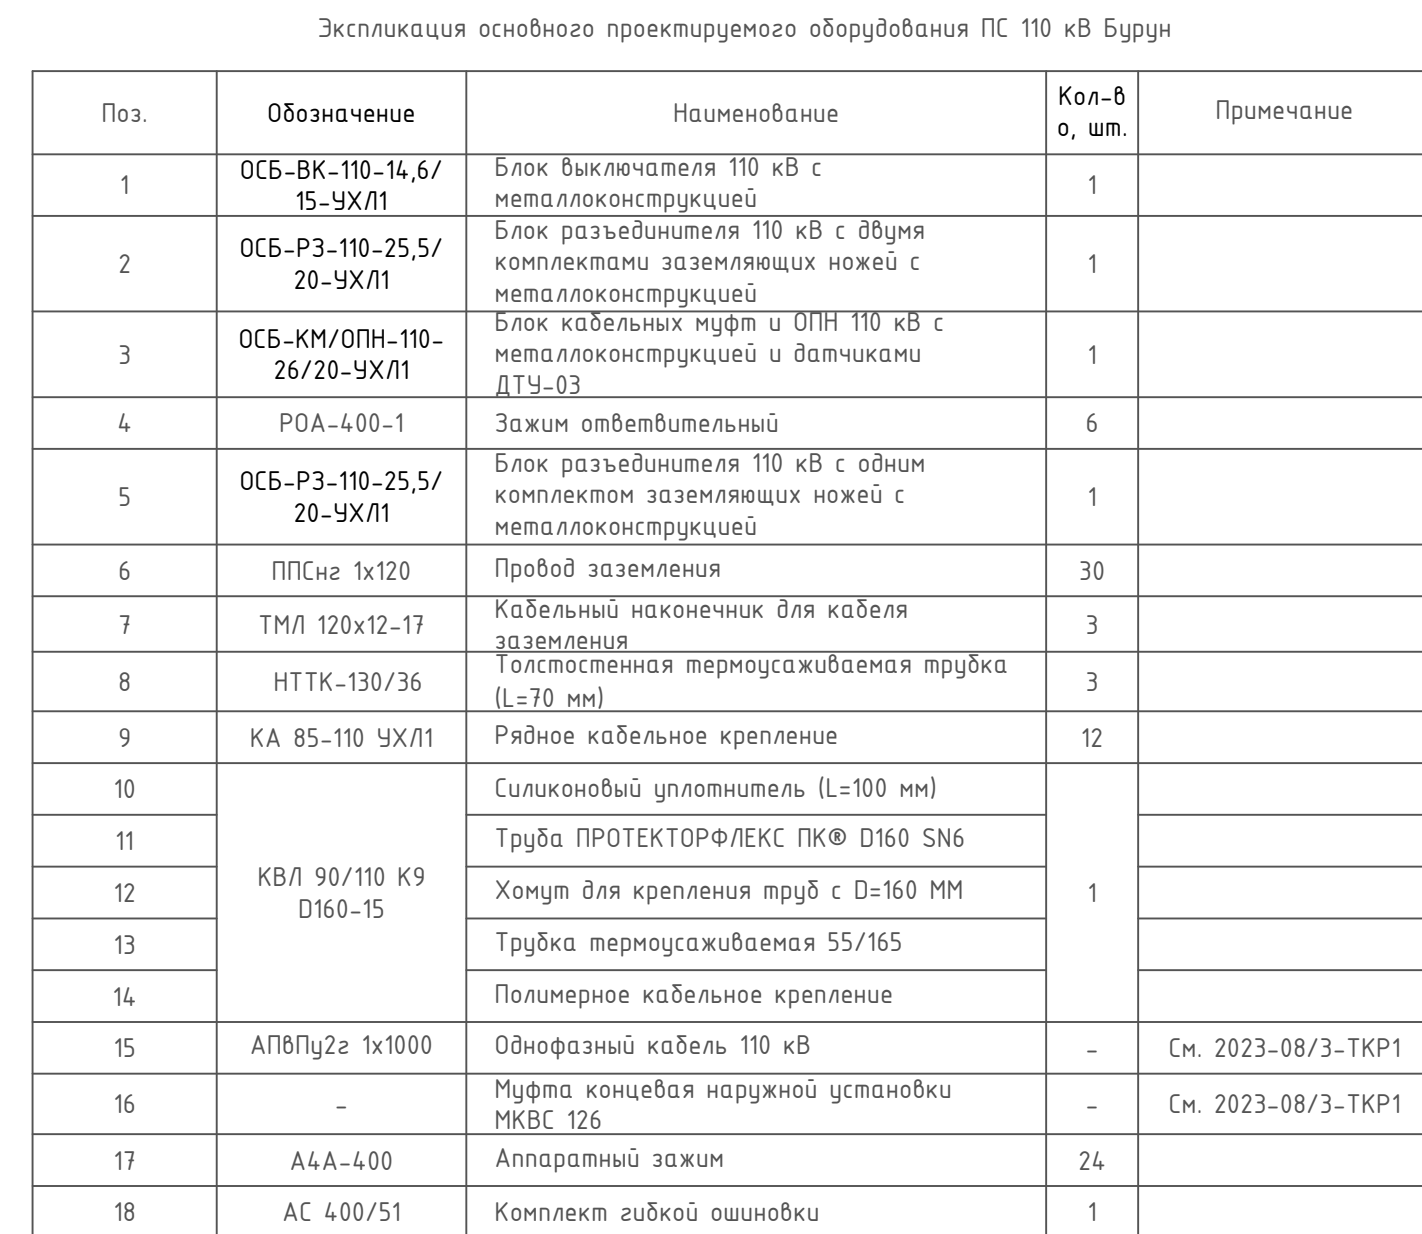 Экспликация основного проектируемого оборудования ПС 110 кВ Бурун
Поз.
Обозначение
Наименование
Кол-в
о, шт.
Примечание
1
ОСБ-ВК-110-14,6/
15-УХЛ1
Блок выключателя 110 кВ с
металлоконструкцией
1
2
ОСБ-РЗ-110-25,5/
20-УХЛ1
Блок разъединителя 110 кВ с двумя
комплектами заземляющих ножей с
металлоконструкцией
1
3
ОСБ-КМ/ОПН-110-
26/20-УХЛ1
Блок кабельных муфт и ОПН 110 кВ с
металлоконструкцией и датчиками
ДТУ-03
1
4
РОА-400-1
Зажим ответвительный
6
5
ОСБ-РЗ-110-25,5/
20-УХЛ1
Блок разъединителя 110 кВ с одним
комплектом заземляющих ножей с
металлоконструкцией
1
6
ППСнг 1х120
Провод заземления
30
7
ТМЛ 120х12-17
Кабельный наконечник для кабеля
заземления
3
8
НТТК-130/36
Толстостенная термоусаживаемая трубка
(L=70 мм)
3
9
КА 85-110 УХЛ1
Рядное кабельное крепление
12
10
КВЛ 90/110 К9
D160-15
Силиконовый уплотнитель (L=100 мм)
1
11
Труба ПРОТЕКТОРФЛЕКС ПК® D160 SN6
12
Хомут для крепления труб с D=160 ММ
13
Трубка термоусаживаемая 55/165
14
Полимерное кабельное крепление
15
АПвПу2г 1х1000
Однофазный кабель 110 кВ
-
См. 2023-08/3-ТКР1
16
-
Муфта концевая наружной установки
МКВС 126
-
См. 2023-08/3-ТКР1
17
А4А-400
Аппаратный зажим
24
18
АС 400/51
Комплект гибкой ошиновки
1